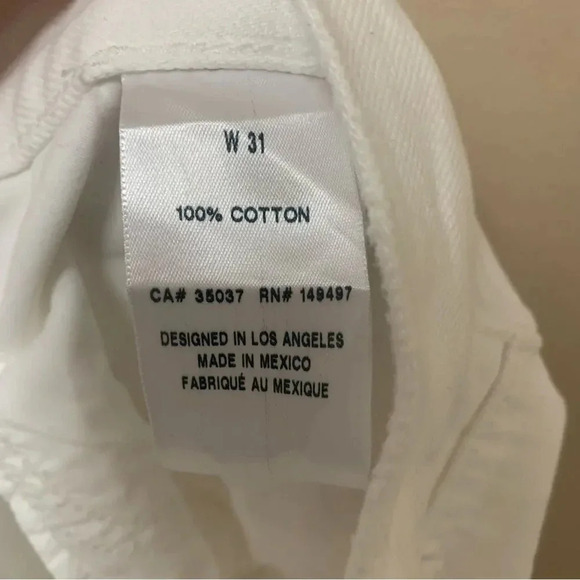 W 31
100% COTTON
CA# 35037 RN# 149497
DESIGNED IN LOS ANGELES
MADE IN MEXICO
FABRIQUÉ AU MEXIQUE